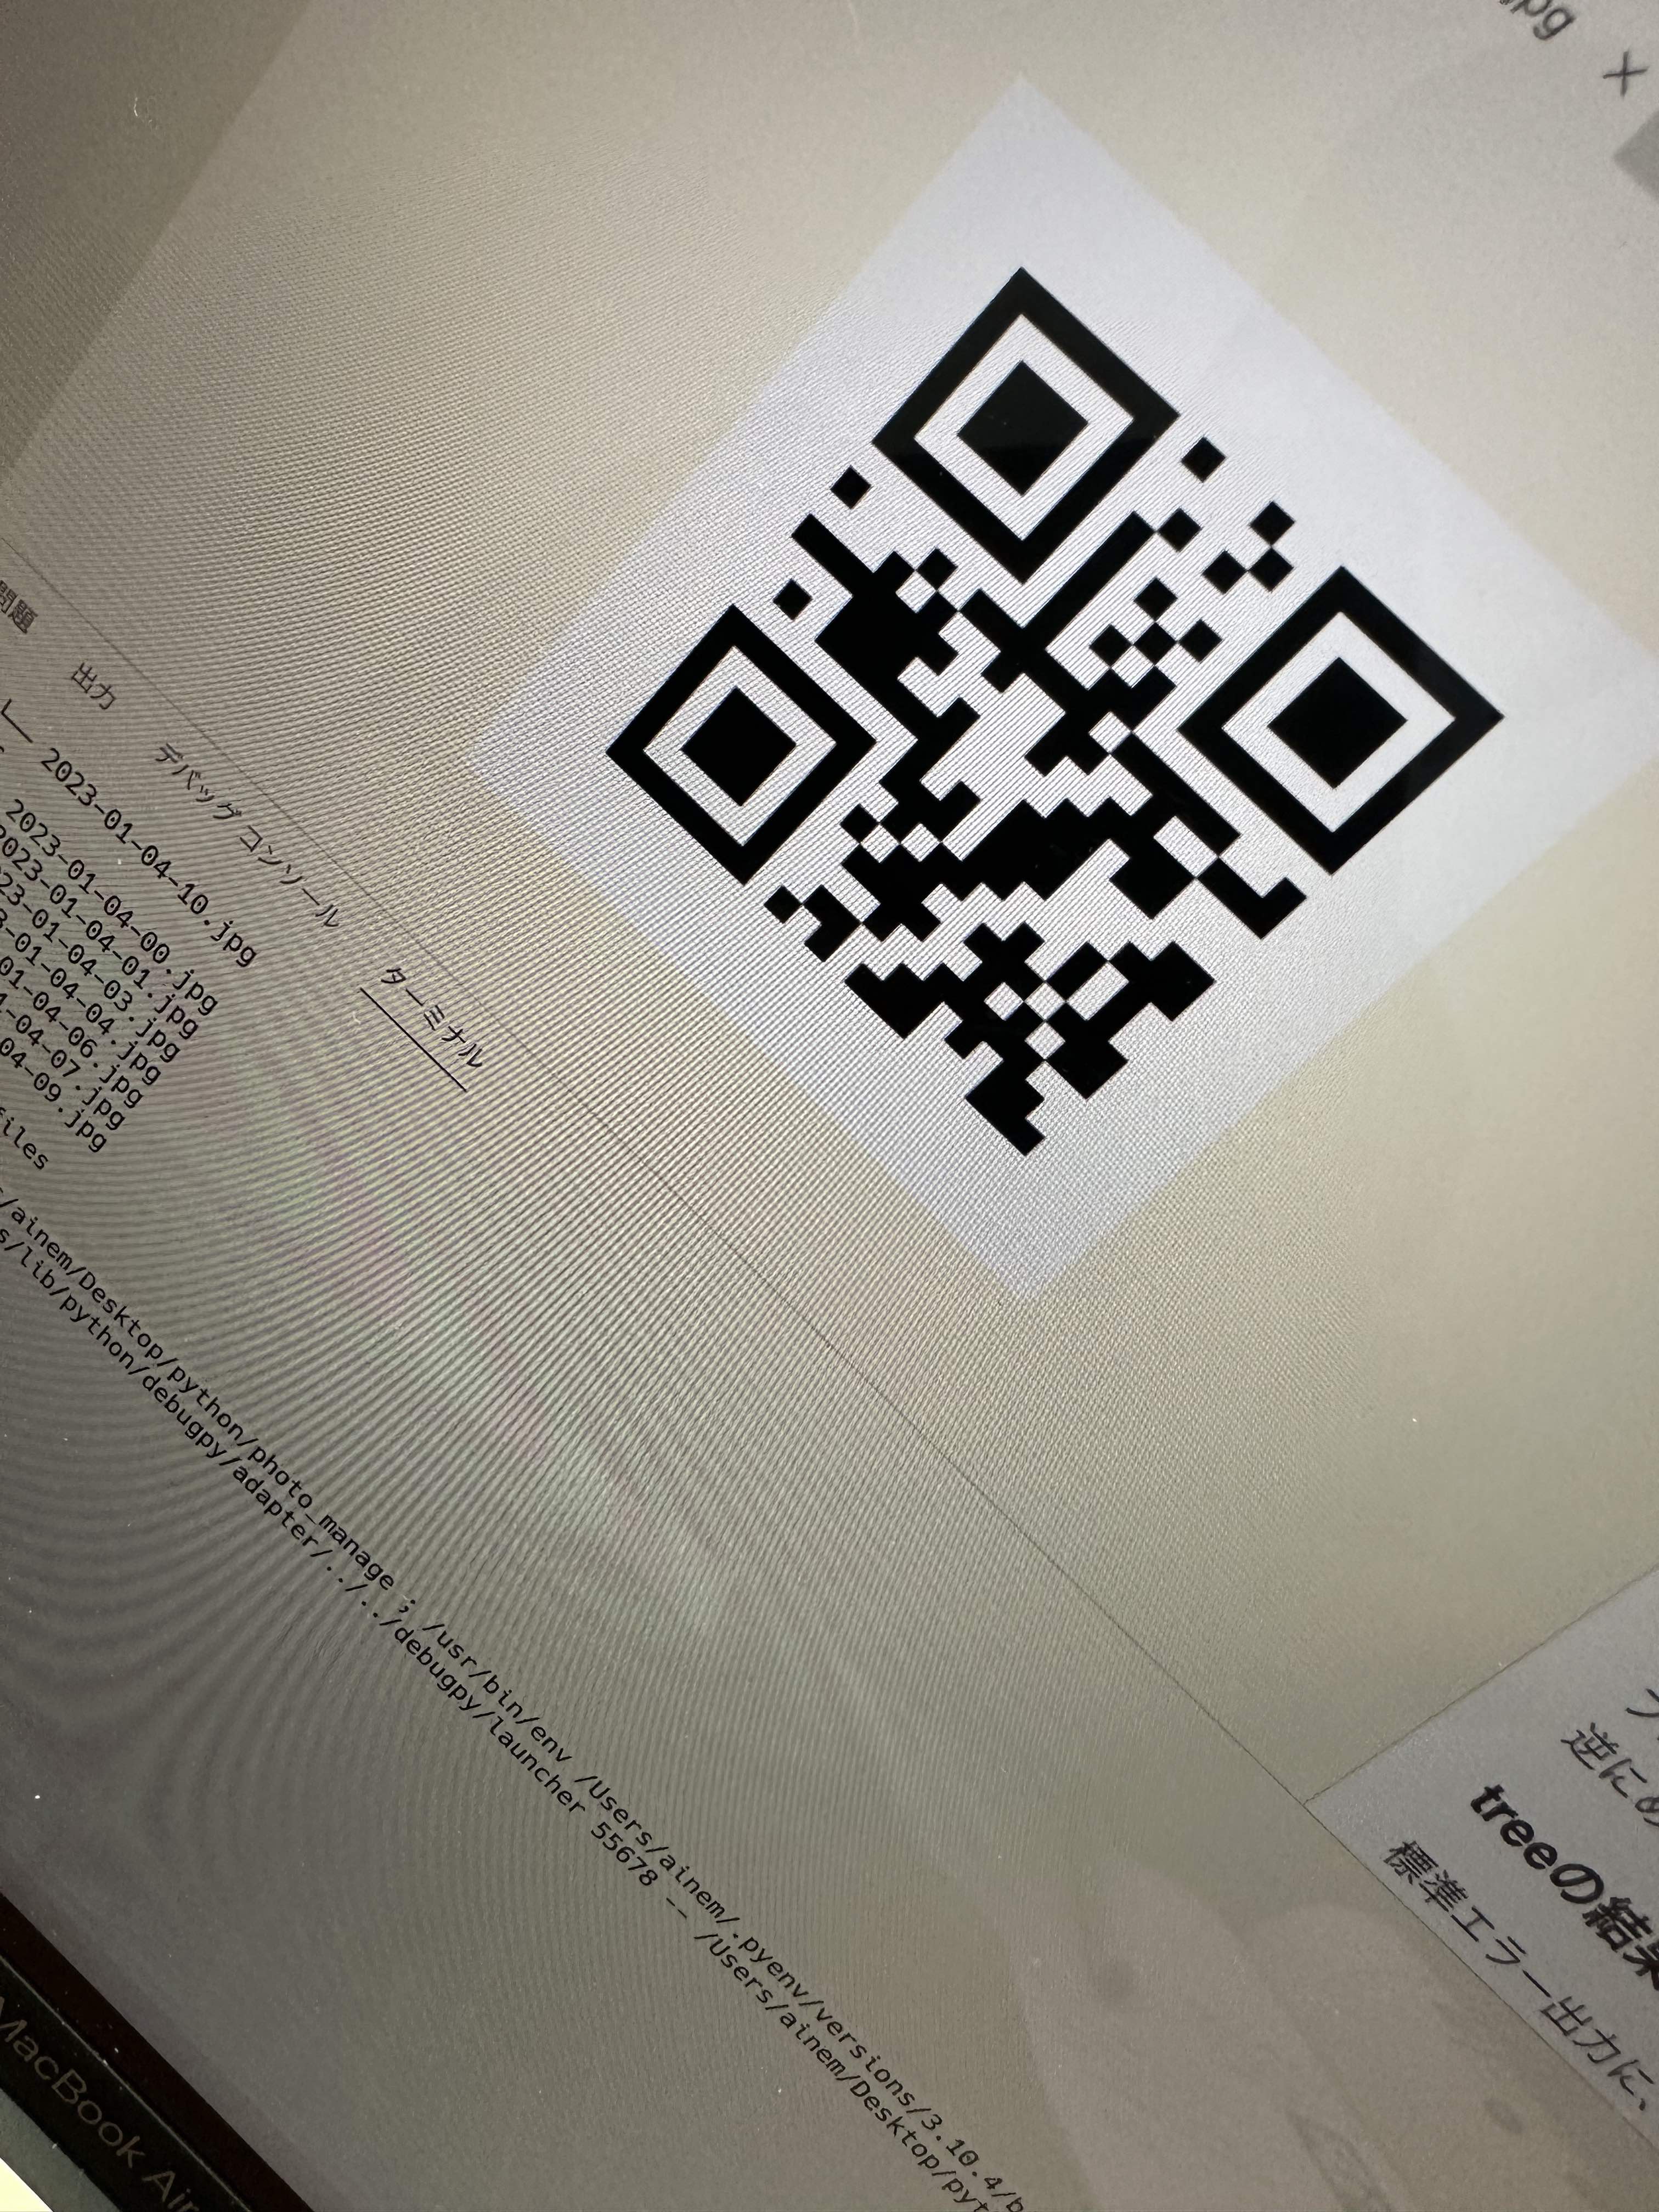 pg ×
問題 出力 デバッグ コンソール ターミナル
2023-01-04-10.jpg
2023-01-04-00.jpg
2023-01-04-01.jpg
23-01-04-03.jpg
-01-04-04.jpg
01-04-06.jpg
-04-07.jpg
04-09.jpg
iles
/ainem/Desktop/python/photo_manage ; /usr/bin/env /Users/ainem/.pyenv/versions/3.10.4/b
s/lib/python/debugpy/adapter/../../debugpy/launcher 55678 -- /Users/ainem/Desktop/pyt
逆に
treeの結果
標準エラー出力に、
MacBook Air